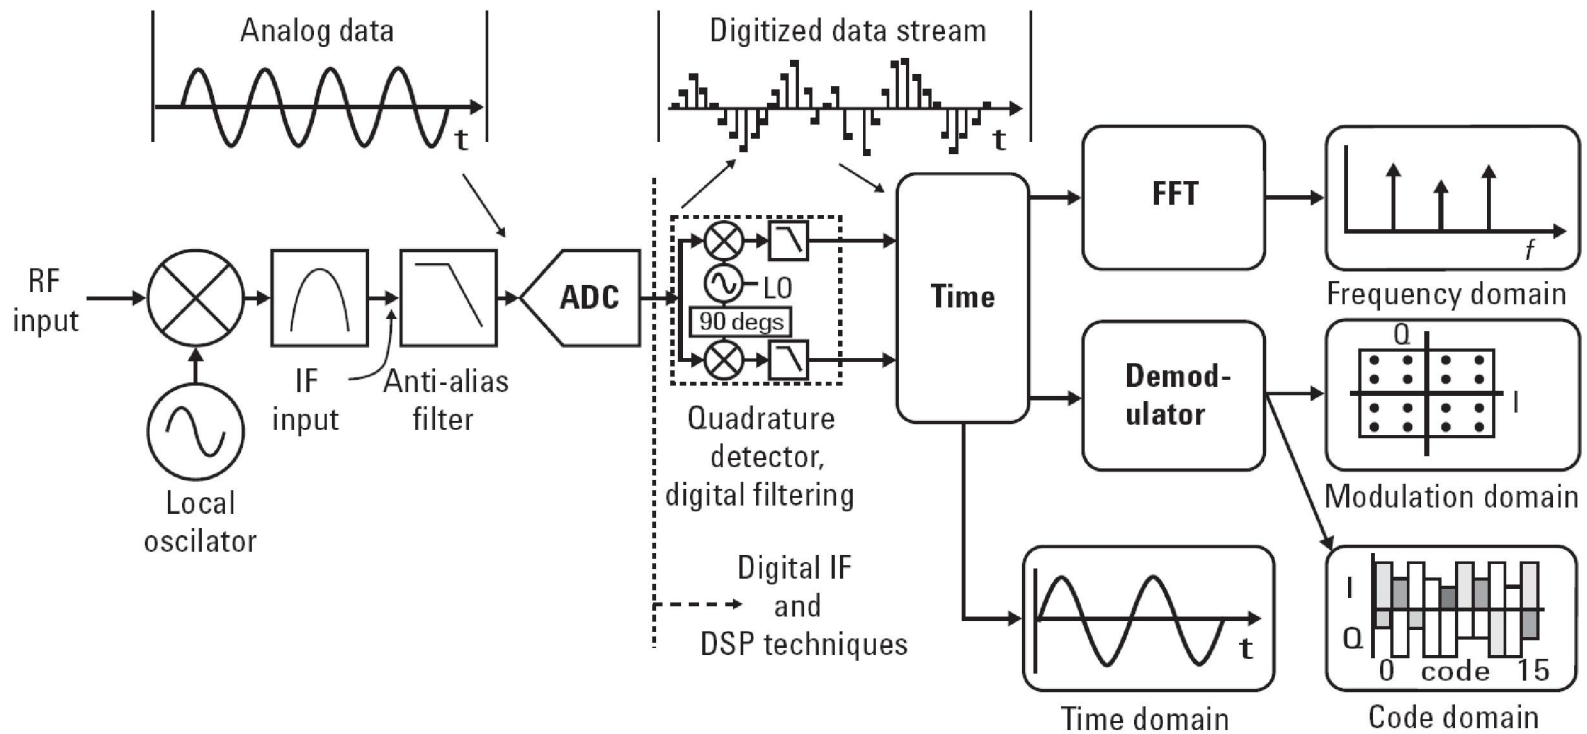 Analog data
t
Digitized data stream
t
RF
input
IF
input
Anti-alias
filter
Local
oscilator
ADC
LO
90 degs
Quadrature
detector,
digital filtering
Digital IF
and
DSP techniques
Time
FFT
f
Frequency domain
Demod-
ulator
Q
I
Modulation domain
t
Time domain
I
Q
0 code 15
Code domain